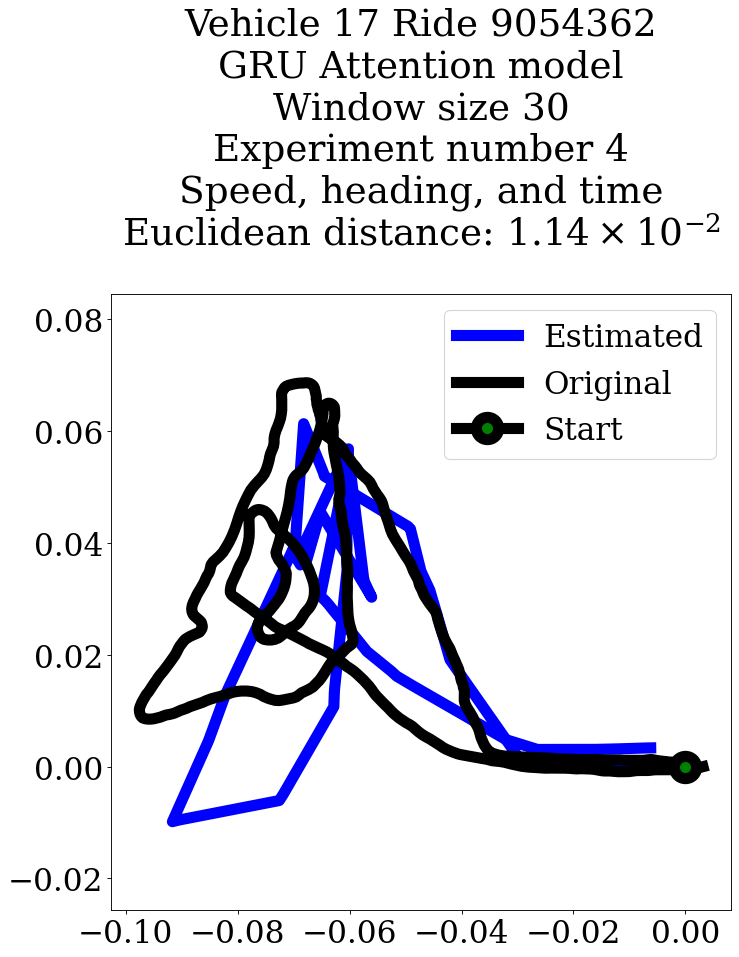 Vehicle 17 Ride 9054362
GRU Attention model
Window size 30
Experiment number 4
Speed, heading, and time
Euclidean distance: 1.14 × 10⁻²
0.08
0.06
0.04
0.02
0.00
−0.02
Estimated
Original
Start
−0.10 −0.08 −0.06 −0.04 −0.02 0.00